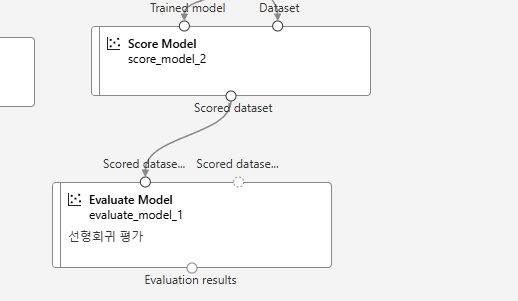 Trained model Dataset
Score Model
score_model_2
Scored dataset
Scored datase... Scored datase...
Evaluate Model
evaluate_model_1
선형회귀 평가
Evaluation results